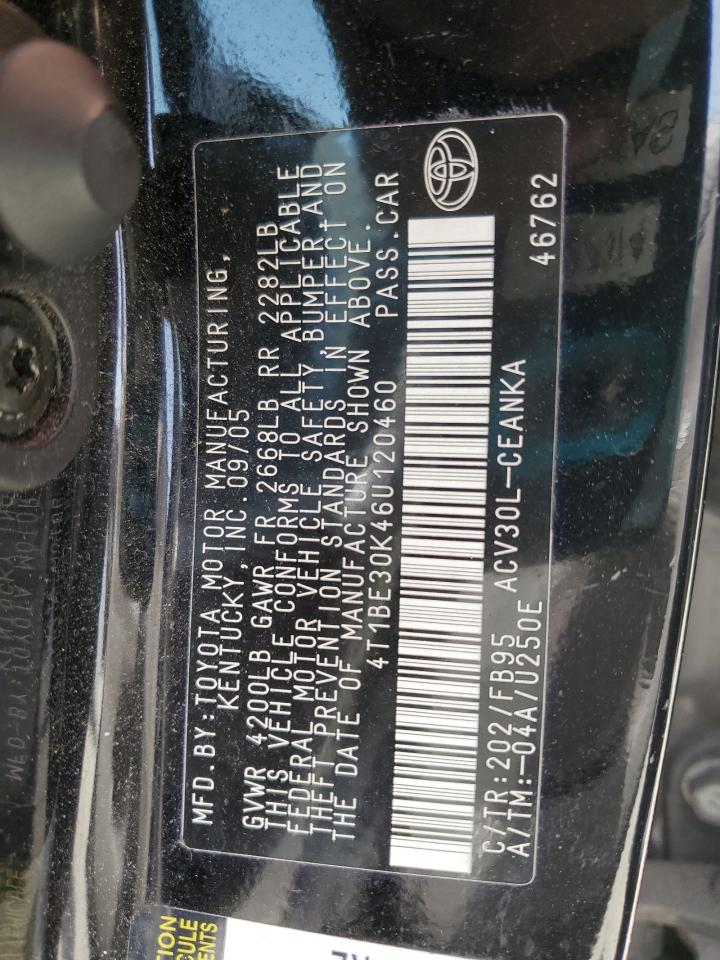 MFD.BY:TOYOTA MOTOR MANUFACTURING,
KENTUCKY,INC.09/05
GVWR 4200LB GAWR FR 2668LB RR 2282LB
THIS VEHICLE CONFORMS TO ALL APPLICABLE
FEDERAL MOTOR VEHICLE SAFETY,BUMPER AND
THEFT PREVENTION STANDARDS IN EFFECT ON
THE DATE OF MANUFACTURE SHOWN ABOVE.
4T1BE30K46U120460 PASS.CAR
C/TR:202/FB95 ACV30L-CEANKA
A/TM:-04A/U250E 46762